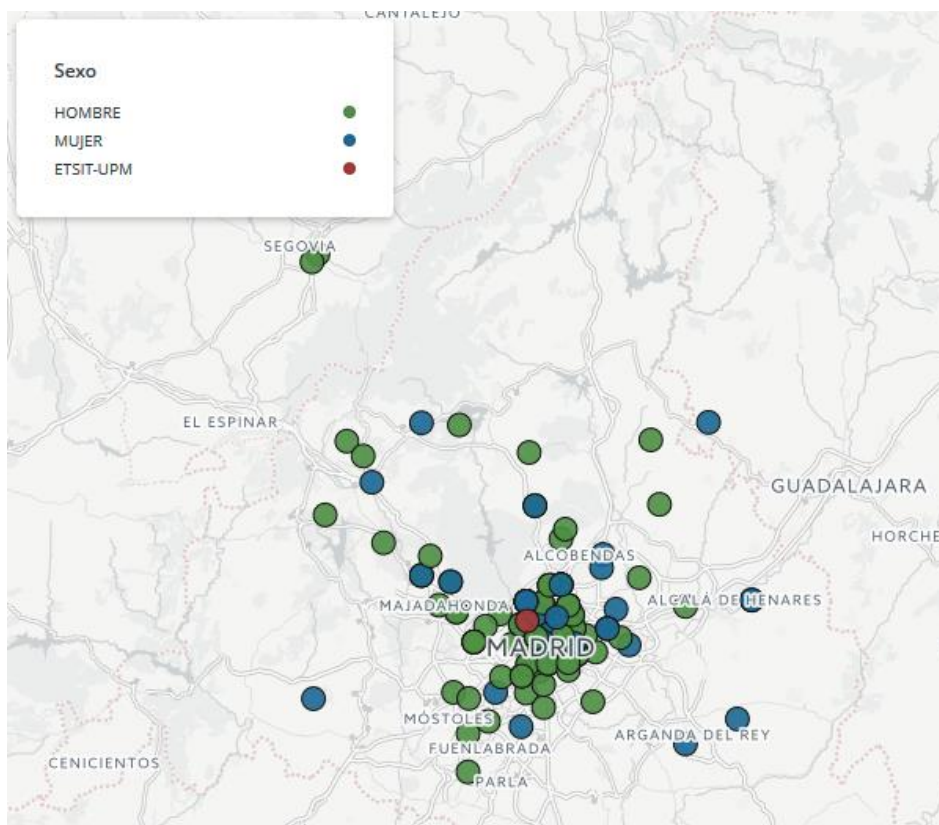 CANTALEJO
Sexo
HOMBRE
MUJER
ETSIT-UPM
SEGOVIA
EL ESPINAR
GUADALAJARA
HORCHE
ALCOBENDAS
MAJADAHONDA
ALCALÁ DE HENARES
MADRID
MÓSTOLES
ARGANDA DEL REY
FUENLABRADA
CENICIENTOS
PARLA